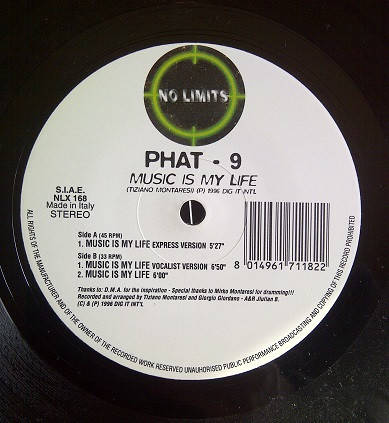 NO LIMITS
PHAT - 9
MUSIC IS MY LIFE
(TIZIANO MONTARESI) (P) 1996 DIG IT INT'L
S.I.A.E.
NLX 168
Made in Italy
STEREO
Side A (45 RPM)
1. MUSIC IS MY LIFE EXPRESS VERSION 5'27"
Side B (33 RPM)
1. MUSIC IS MY LIFE VOCALIST VERSION 6'50"
2. MUSIC IS MY LIFE 6'00"
8 014961 711822
Thanks to: D.M.A. for the inspiration - Special thanks to Mirko Montaresi for drumming!!!
Recorded and arranged by Tiziano Montaresi and Giorgio Giordano - A&R Jiulian B.
(C) & (P) 1996 DIG IT INT'L
ALL RIGHTS OF THE MANUFACTURER AND OF THE OWNER OF THE RECORDED WORK RESERVED UNAUTHORISED PUBLIC PERFORMANCE BROADCASTING AND COPYING OF THIS RECORD PROHIBITED